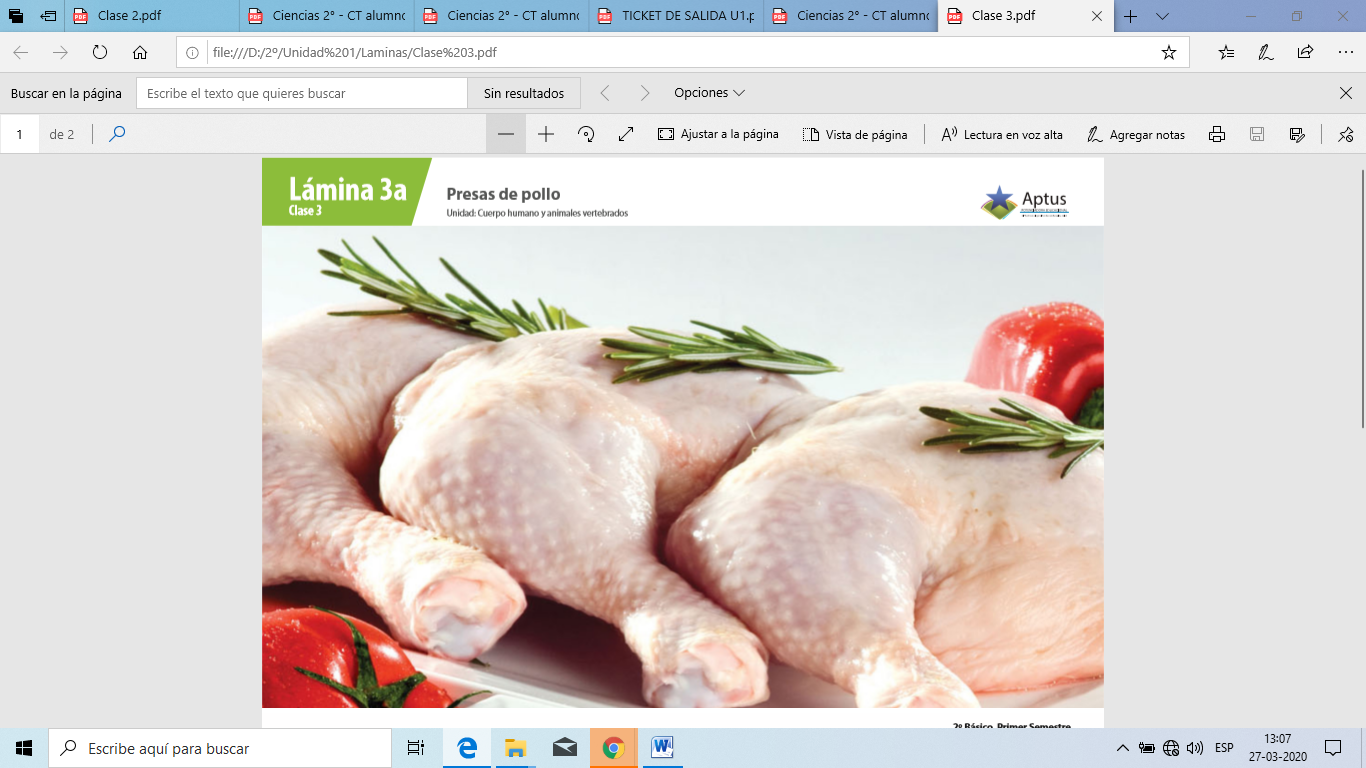 Clase 2.pdf
Ciencias 2° - CT alumno
Ciencias 2° - CT alumno
TICKET DE SALIDA U1.p
Ciencias 2° - CT alumno
Clase 3.pdf
file:///D:/2º/Unidad%201/Laminas/Clase%203.pdf
Buscar en la página
Escribe el texto que quieres buscar
Sin resultados
Opciones
1 de 2
Ajustar a la página
Vista de página
Lectura en voz alta
Agregar notas
Lámina 3a
Clase 3
Presas de pollo
Unidad: Cuerpo humano y animales vertebrados
Aptus
2º Básico, Primer Semestre
Escribe aquí para buscar
ESP
13:07
27-03-2020